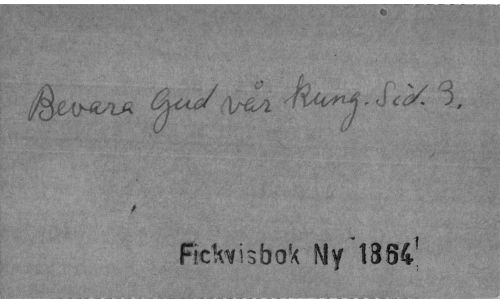 Bevara Gud vår kung. Sid. 3.
Fickvisbok Ny 1864